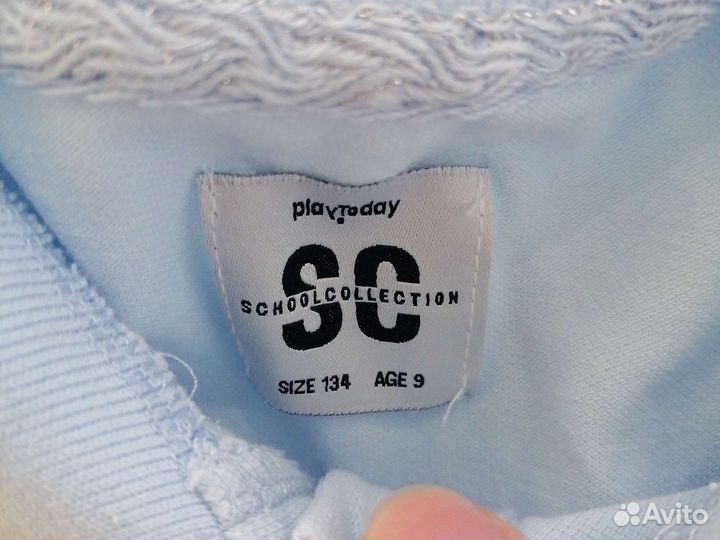 playToday
SC
SCHOOLCOLLECTION
SIZE 134 AGE 9
Avito